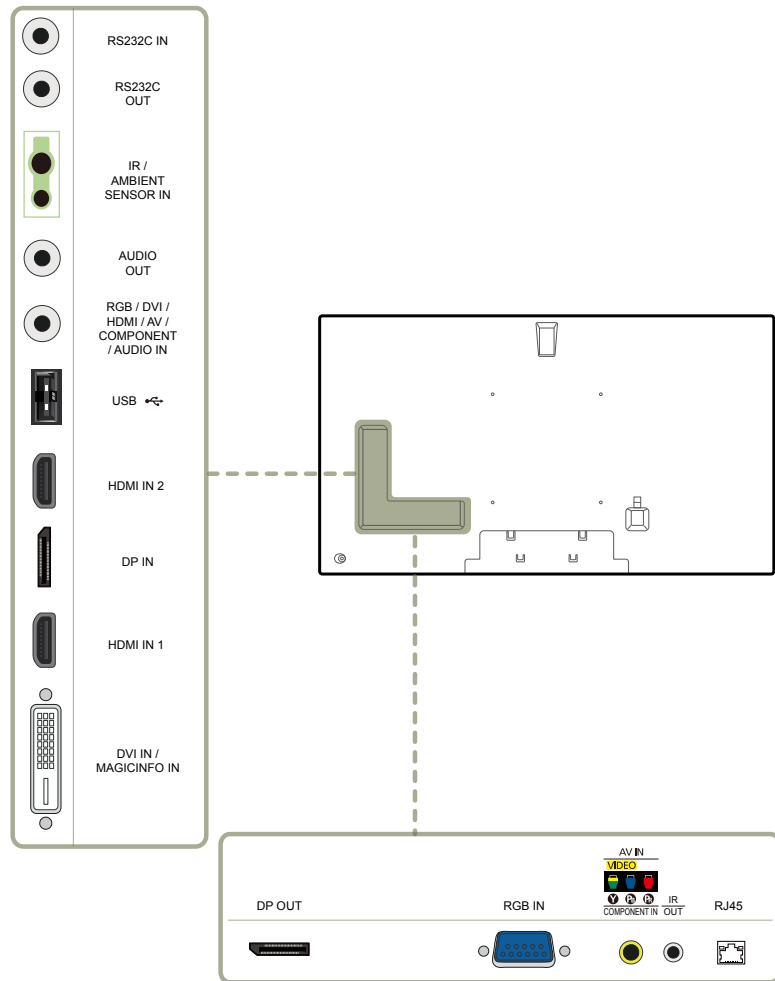 RS232C IN
RS232C
OUT
IR /
AMBIENT
SENSOR IN
AUDIO
OUT
RGB / DVI /
HDMI / AV /
COMPONENT
/ AUDIO IN
USB
HDMI IN 2
DP IN
HDMI IN 1
DVI IN /
MAGICINFO IN
DP OUT
RGB IN
AV IN
VIDEO
Y
COMPONENT IN
IR
OUT
RJ45